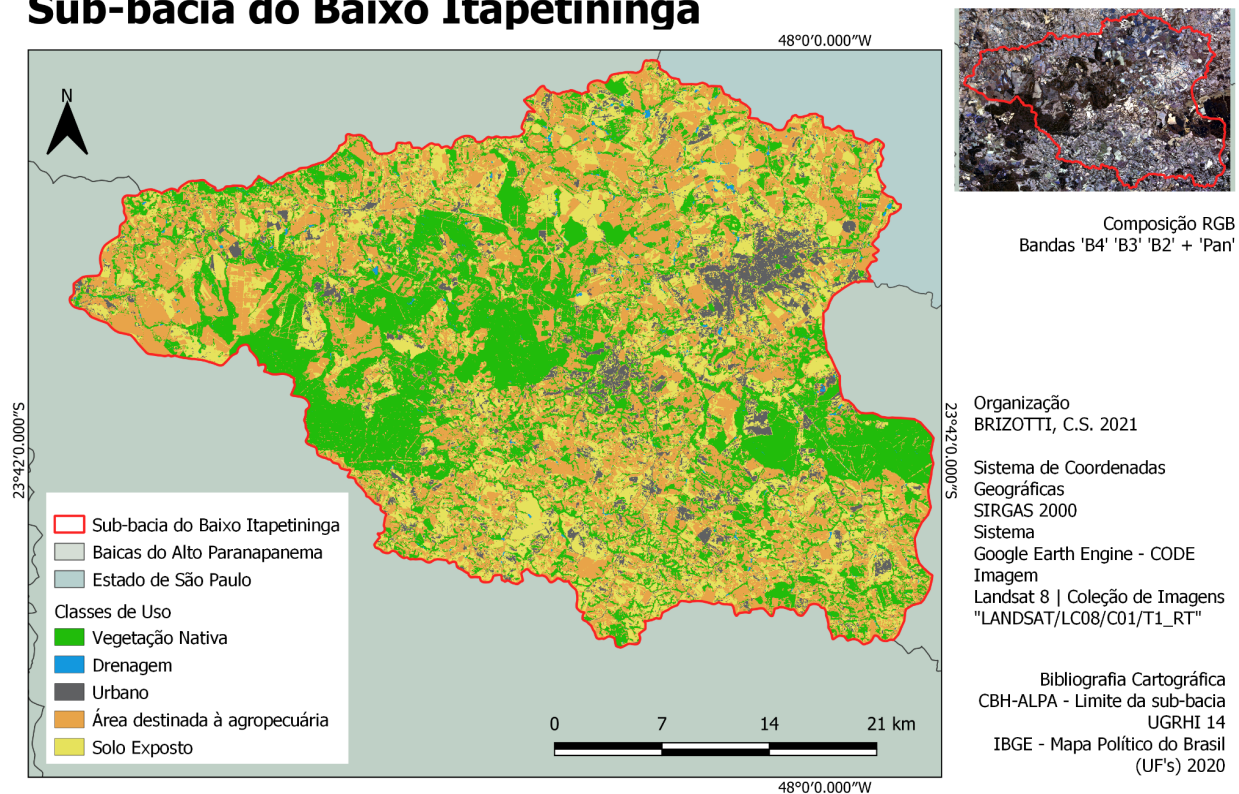 Sub-bacia do Baixo Itapetininga
48°0′0.000″W
N
23°42′0.000″S
23°42′0.000″S
Sub-bacia do Baixo Itapetininga
Baicas do Alto Paranapanema
Estado de São Paulo
Classes de Uso
Vegetação Nativa
Drenagem
Urbano
Área destinada à agropecuária
Solo Exposto
0 7 14 21 km
48°0′0.000″W
Composição RGB
Bandas 'B4' 'B3' 'B2' + 'Pan'
Organização
BRIZOTTI, C.S. 2021
Sistema de Coordenadas
Geográficas
SIRGAS 2000
Sistema
Google Earth Engine - CODE
Imagem
Landsat 8 | Coleção de Imagens
"LANDSAT/LC08/C01/T1_RT"
Bibliografia Cartográfica
CBH-ALPA - Limite da sub-bacia
UGRHI 14
IBGE - Mapa Político do Brasil
(UF's) 2020